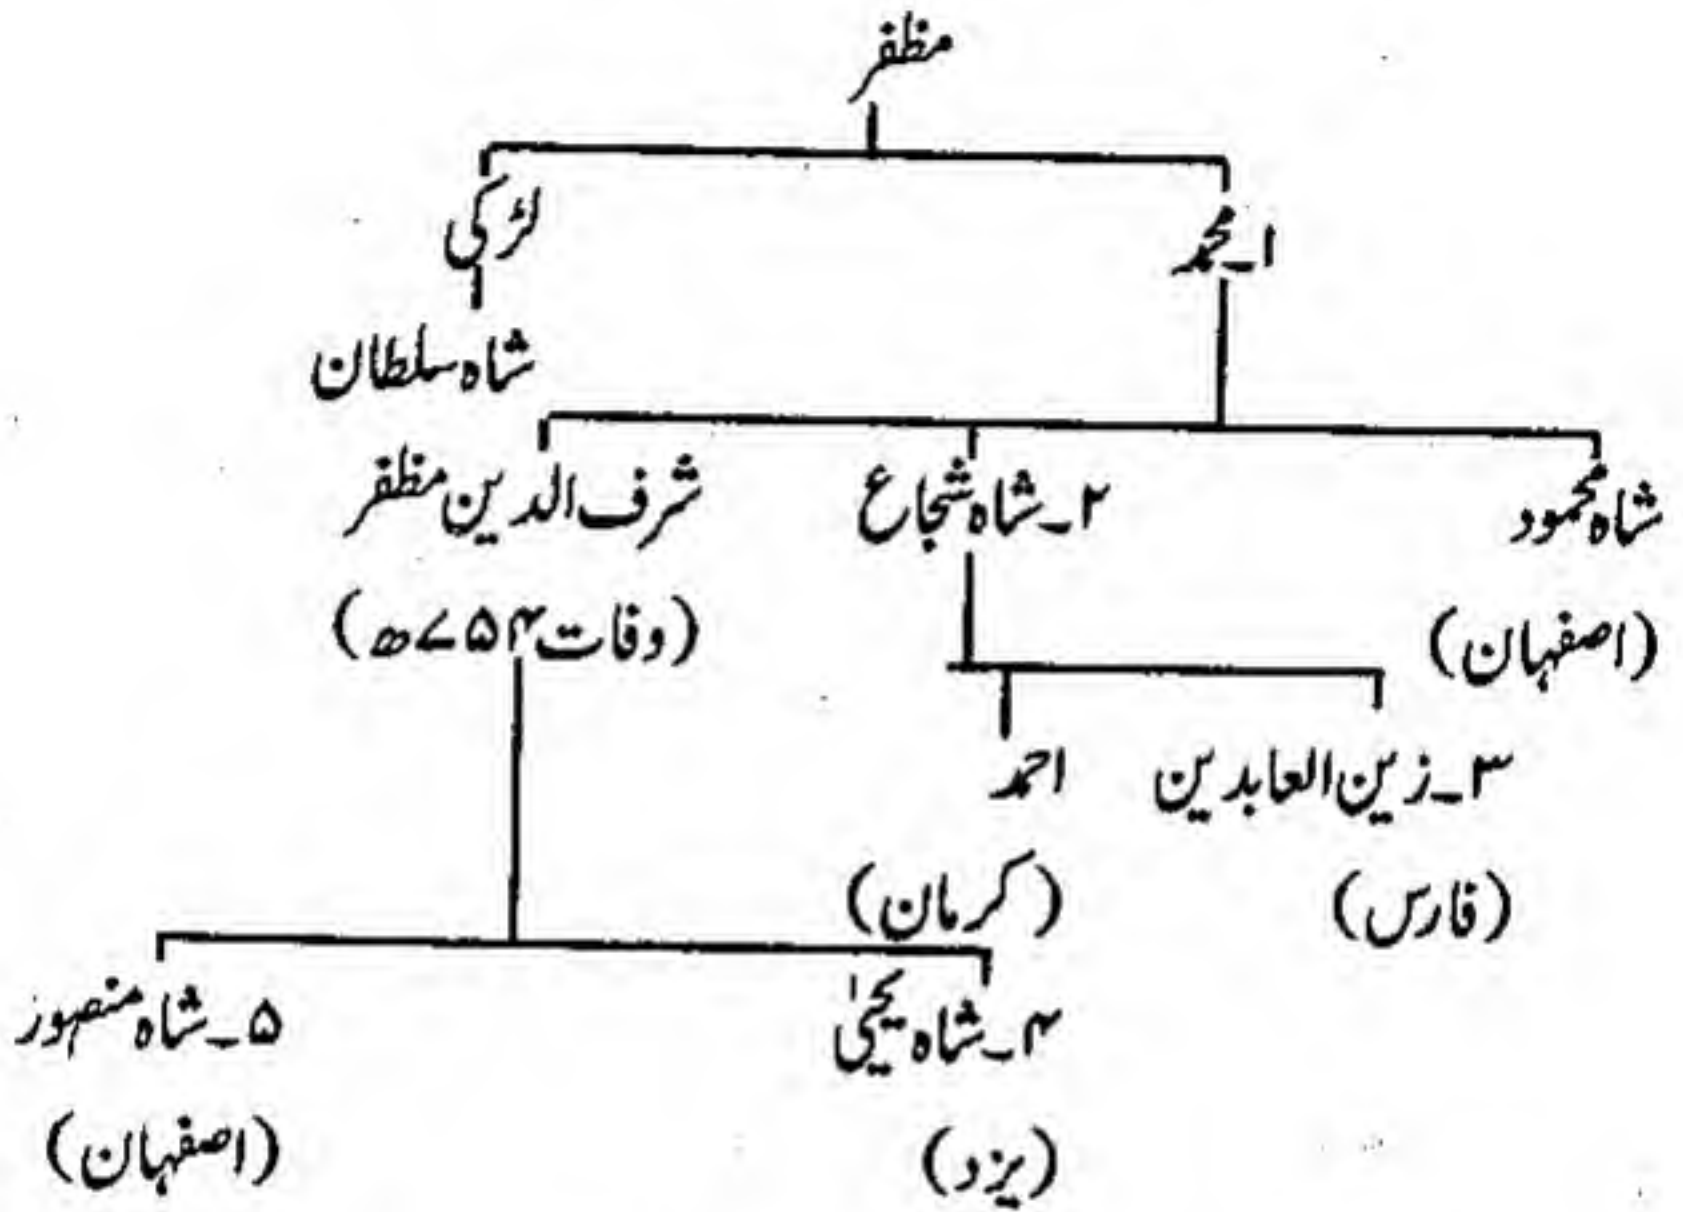 مظفر
۱۔محمد لڑکی
شاہ سلطان
شاہ محمود ۲۔شاہ شجاع شرف الدین مظفر
(اصفہان) (وفات ۷۵۴ھ)
۳۔زین العابدین احمد
(فارس) (کرمان)
۴۔شاہ یحییٰ ۵۔شاہ منصور
(یزد) (اصفہان)